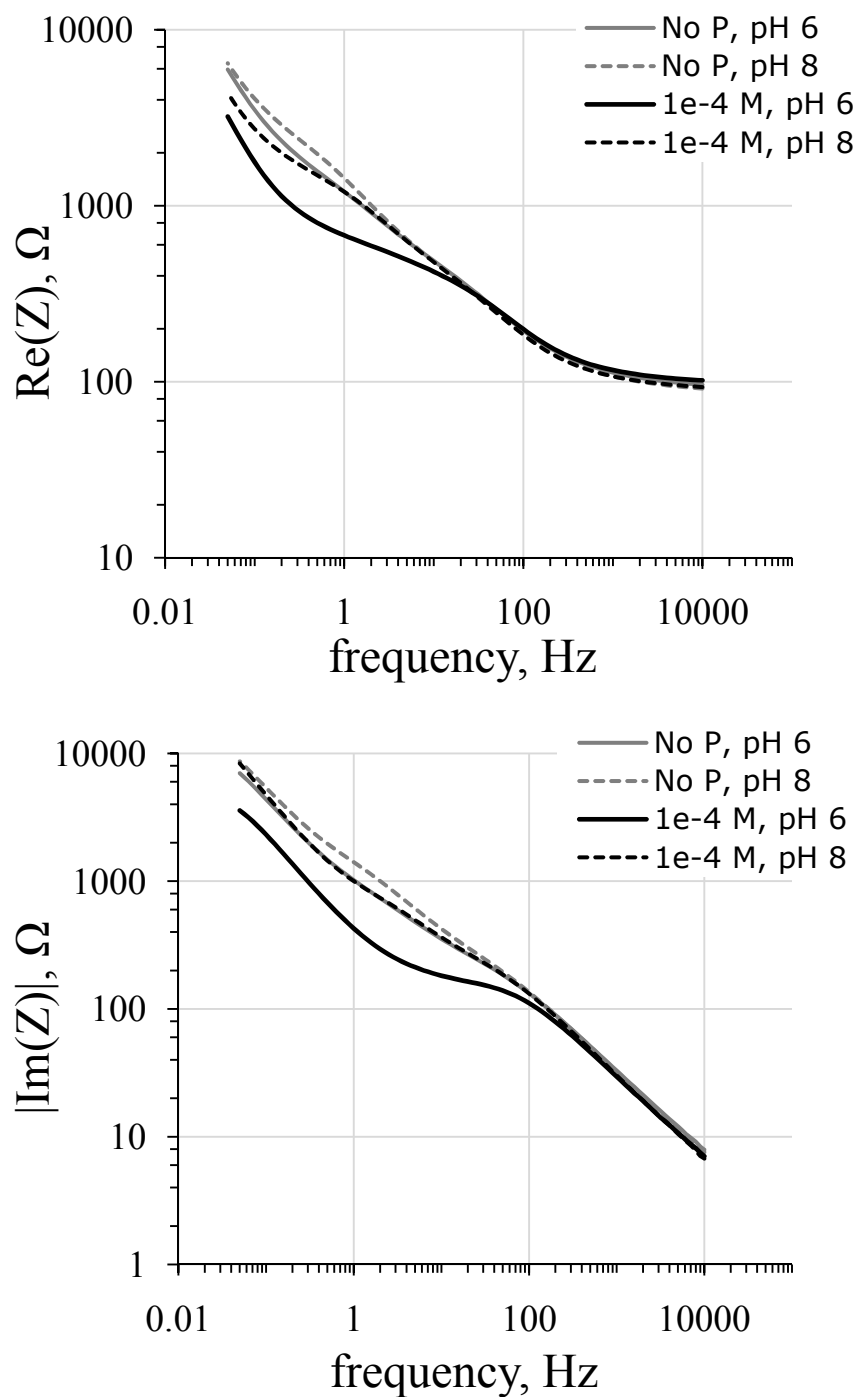 10000
1000
100
10
Re(Z), Ω
0.01 1 100 10000
frequency, Hz
No P, pH 6
No P, pH 8
1e-4 M, pH 6
1e-4 M, pH 8
10000
1000
100
10
1
|Im(Z)|, Ω
0.01 1 100 10000
frequency, Hz
No P, pH 6
No P, pH 8
1e-4 M, pH 6
1e-4 M, pH 8